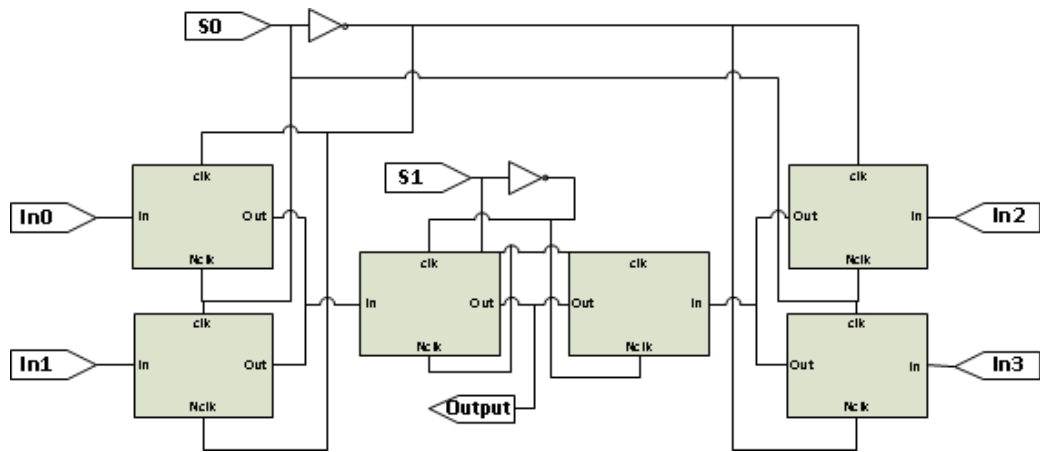 S0
clk
In0
In
Out
Nclk
S1
clk
Out
In
In2
Nclk
clk
In
Out
Nclk
clk
Out
In
Nclk
clk
In1
In
Out
Nclk
clk
Out
In
In3
Nclk
Output